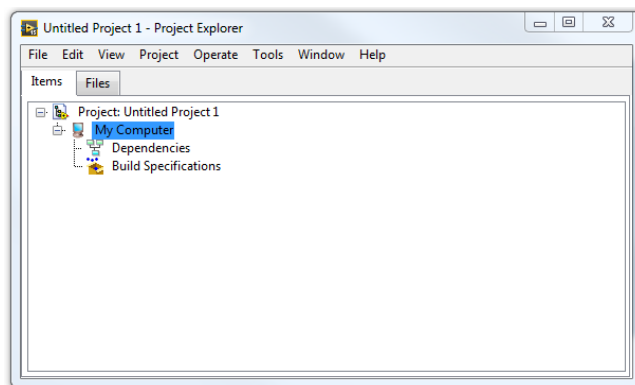 Untitled Project 1 - Project Explorer
File Edit View Project Operate Tools Window Help
Items Files
Project: Untitled Project 1
My Computer
Dependencies
Build Specifications